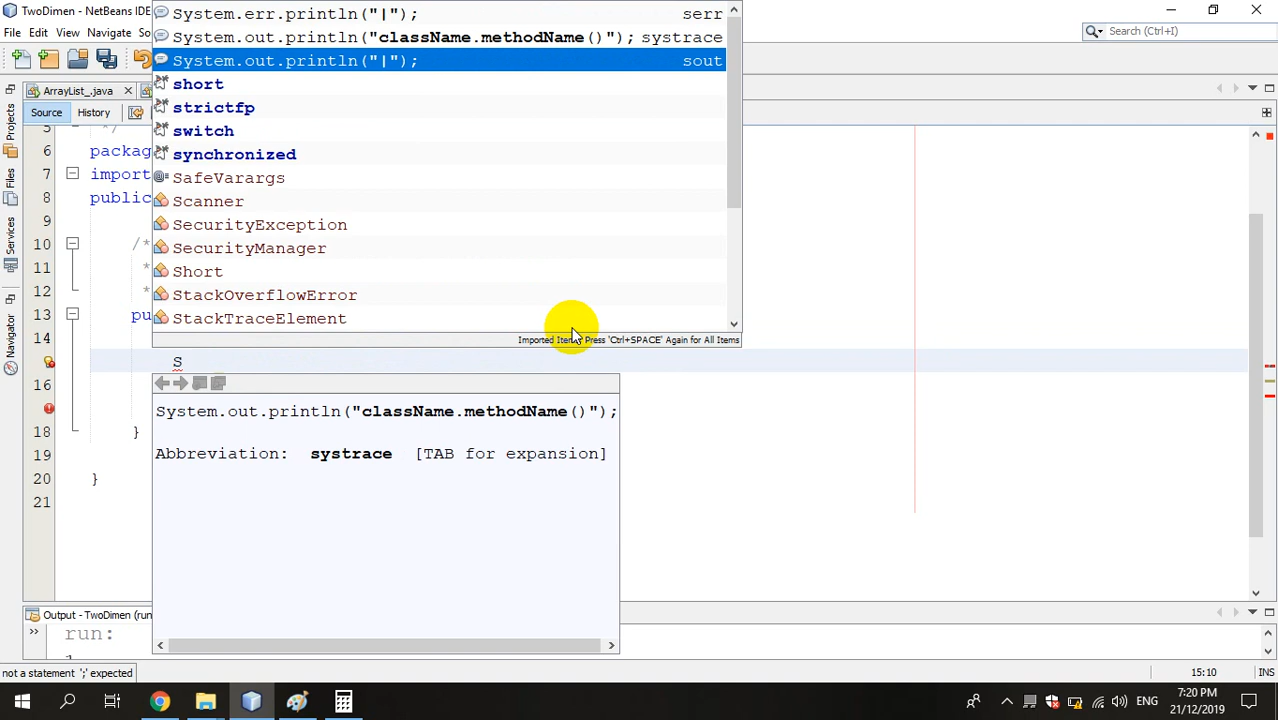 TwoDimen - NetBeans IDE
File Edit View Navigate
Search (Ctrl+I)
ArrayList_.java
Source History
Projects
Files
Services
Navigator
System.err.println("|"); serr
System.out.println("className.methodName()"); systrace
System.out.println("|"); sout
short
strictfp
switch
synchronized
SafeVarargs
Scanner
SecurityException
SecurityManager
Short
StackOverflowError
StackTraceElement
Press 'Ctrl+SPACE' Again for All Items
5 */
6 packag
7 import
8 public
9
10 /*
11 *
12 *
13 pu
14
S
16
18 }
19
20 }
21
System.out.println("className.methodName()");
Abbreviation: systrace [TAB for expansion]
Output - TwoDimen (run
run:
not a statement ';' expected
15:10 INS
ENG
7:20 PM
21/12/2019